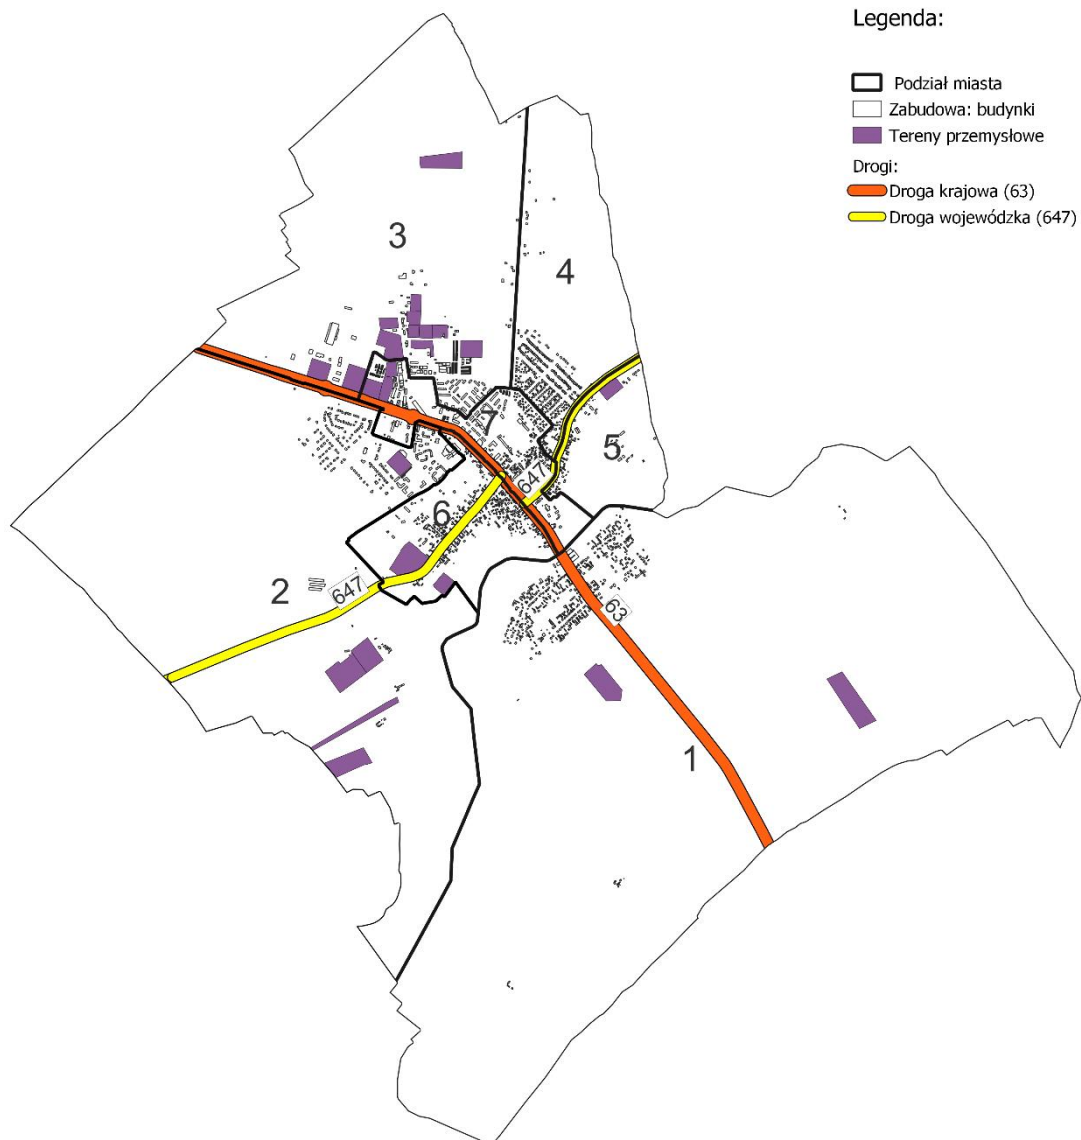 Legenda:
Podział miasta
Zabudowa: budynki
Tereny przemysłowe
Drogi:
Droga krajowa (63)
Droga wojewódzka (647)
3
4
7
5
647
6
2
647
63
1